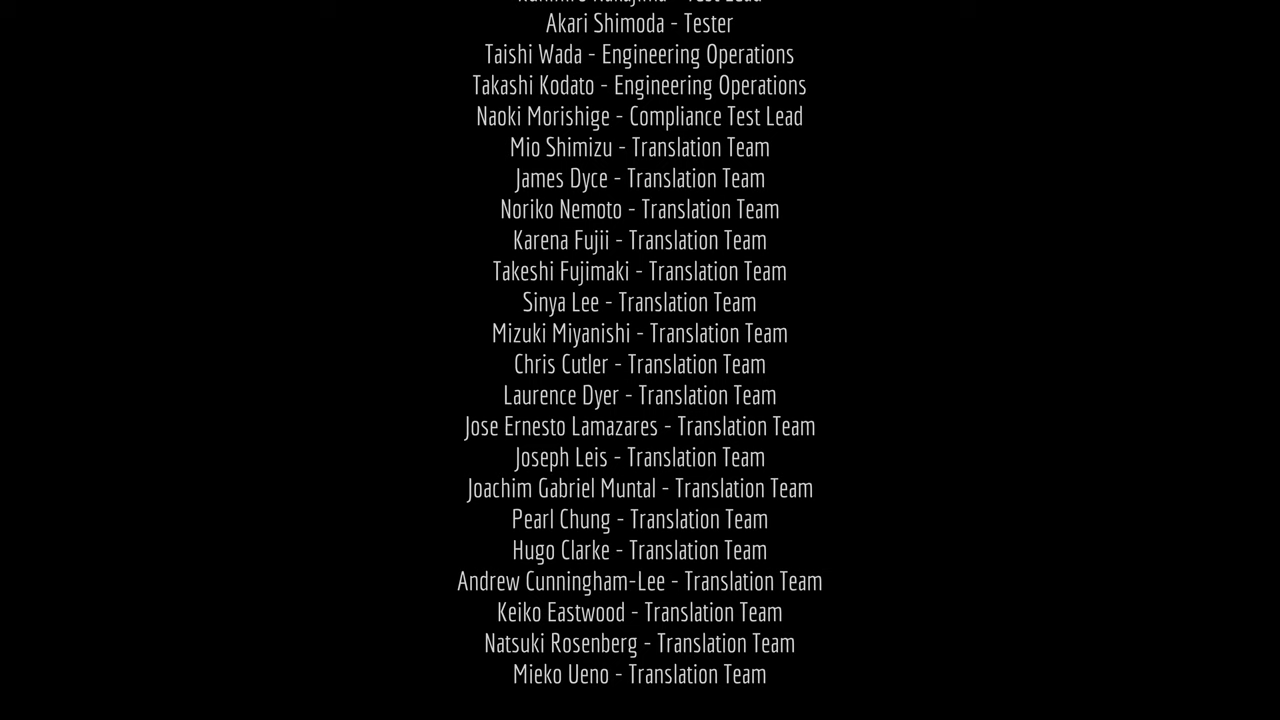 Akari Shimoda - Tester
Taishi Wada - Engineering Operations
Takashi Kodato - Engineering Operations
Naoki Morishige - Compliance Test Lead
Mio Shimizu - Translation Team
James Dyce - Translation Team
Noriko Nemoto - Translation Team
Karena Fujii - Translation Team
Takeshi Fujimaki - Translation Team
Sinya Lee - Translation Team
Mizuki Miyanishi - Translation Team
Chris Cutler - Translation Team
Laurence Dyer - Translation Team
Jose Ernesto Lamazares - Translation Team
Joseph Leis - Translation Team
Joachim Gabriel Muntal - Translation Team
Pearl Chung - Translation Team
Hugo Clarke - Translation Team
Andrew Cunningham-Lee - Translation Team
Keiko Eastwood - Translation Team
Natsuki Rosenberg - Translation Team
Mieko Ueno - Translation Team